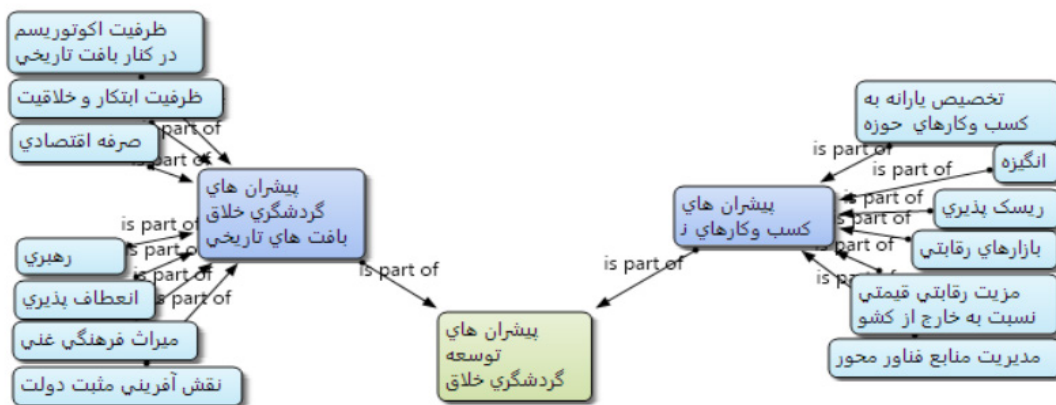 ظرفيت اكوتوريسم
در كنار بافت تاريخي
ظرفيت ابتكار و خلاقيت
is part of
صرفه اقتصادي
is part of
پيشران هاي
گردشگري خلاق
بافت هاي تاريخي
is part of
رهبري
is part of
انعطاف پذيري
is part of
ميراث فرهنگي غني
نقش آفريني مثبت دولت
is part of
پيشران هاي
توسعه
گردشگري خلاق
is part of
پيشران هاي
كسب وكارهاي ن
تخصيص يارانه به
كسب وكارهاي حوزه
is part of
انگيزه
is part of
ريسك پذيري
is part of
is part of
بازارهاي رقابتي
is part of
مزيت رقابتي قيمتي
نسبت به خارج از كشو
مديريت منابع فناور محور